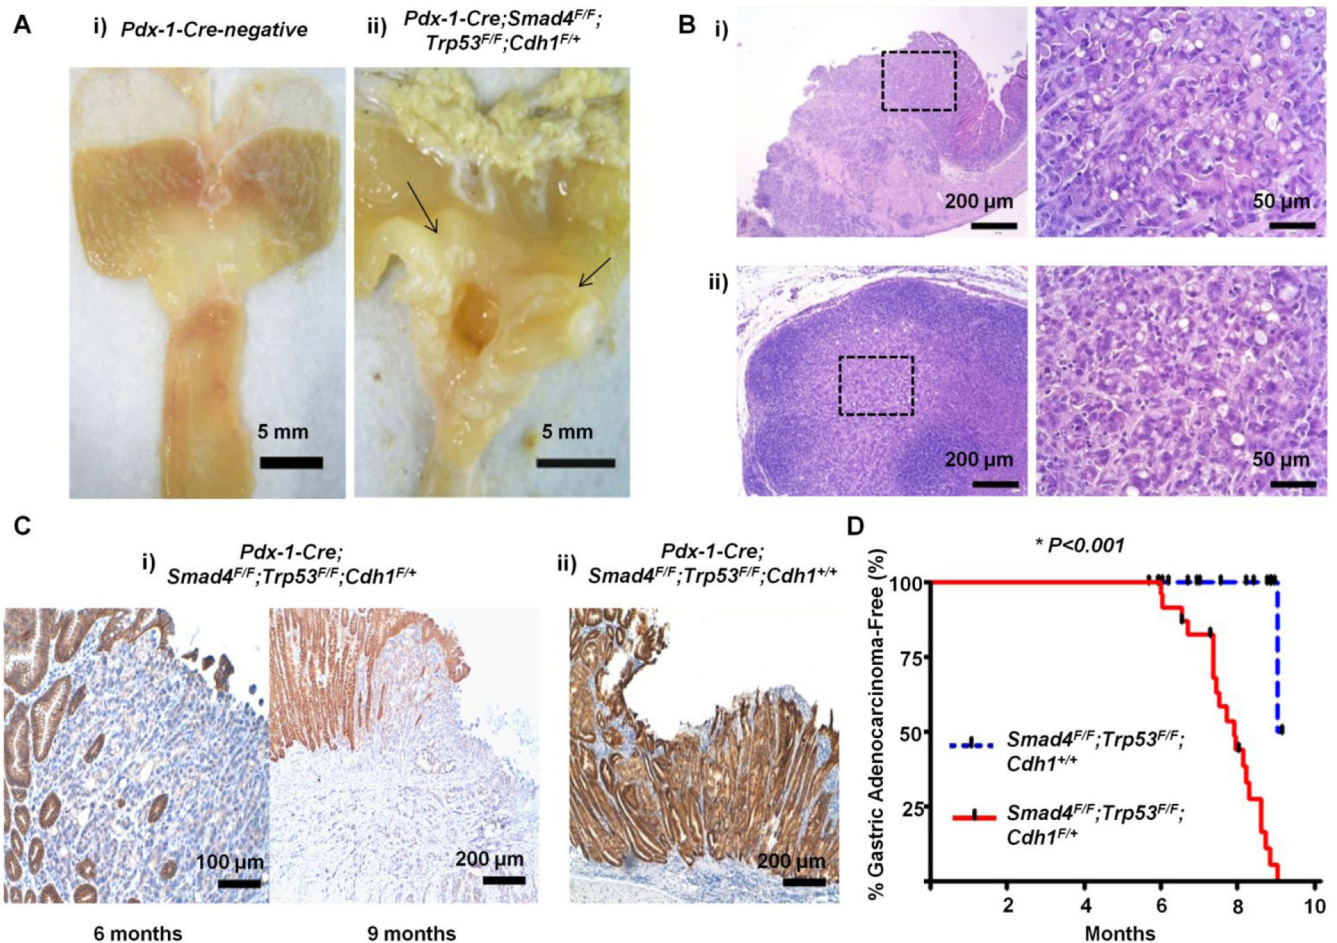 A
i) Pdx-1-Cre-negative
ii) Pdx-1-Cre;Smad4F/F;
Trp53F/F;Cdh1F/+
5 mm
5 mm
B
i)
200 µm
50 µm
ii)
200 µm
50 µm
C
i) Pdx-1-Cre;
Smad4F/F;Trp53F/F;Cdh1F/+
ii) Pdx-1-Cre;
Smad4F/F;Trp53F/F;Cdh1+/+
100 µm
200 µm
200 µm
6 months
9 months
D
* P<0.001
% Gastric Adenocarcinoma-Free (%)
100
75
50
25
Smad4F/F;Trp53F/F;
Cdh1+/+
Smad4F/F;Trp53F/F;
Cdh1F/+
2 4 6 8 10
Months